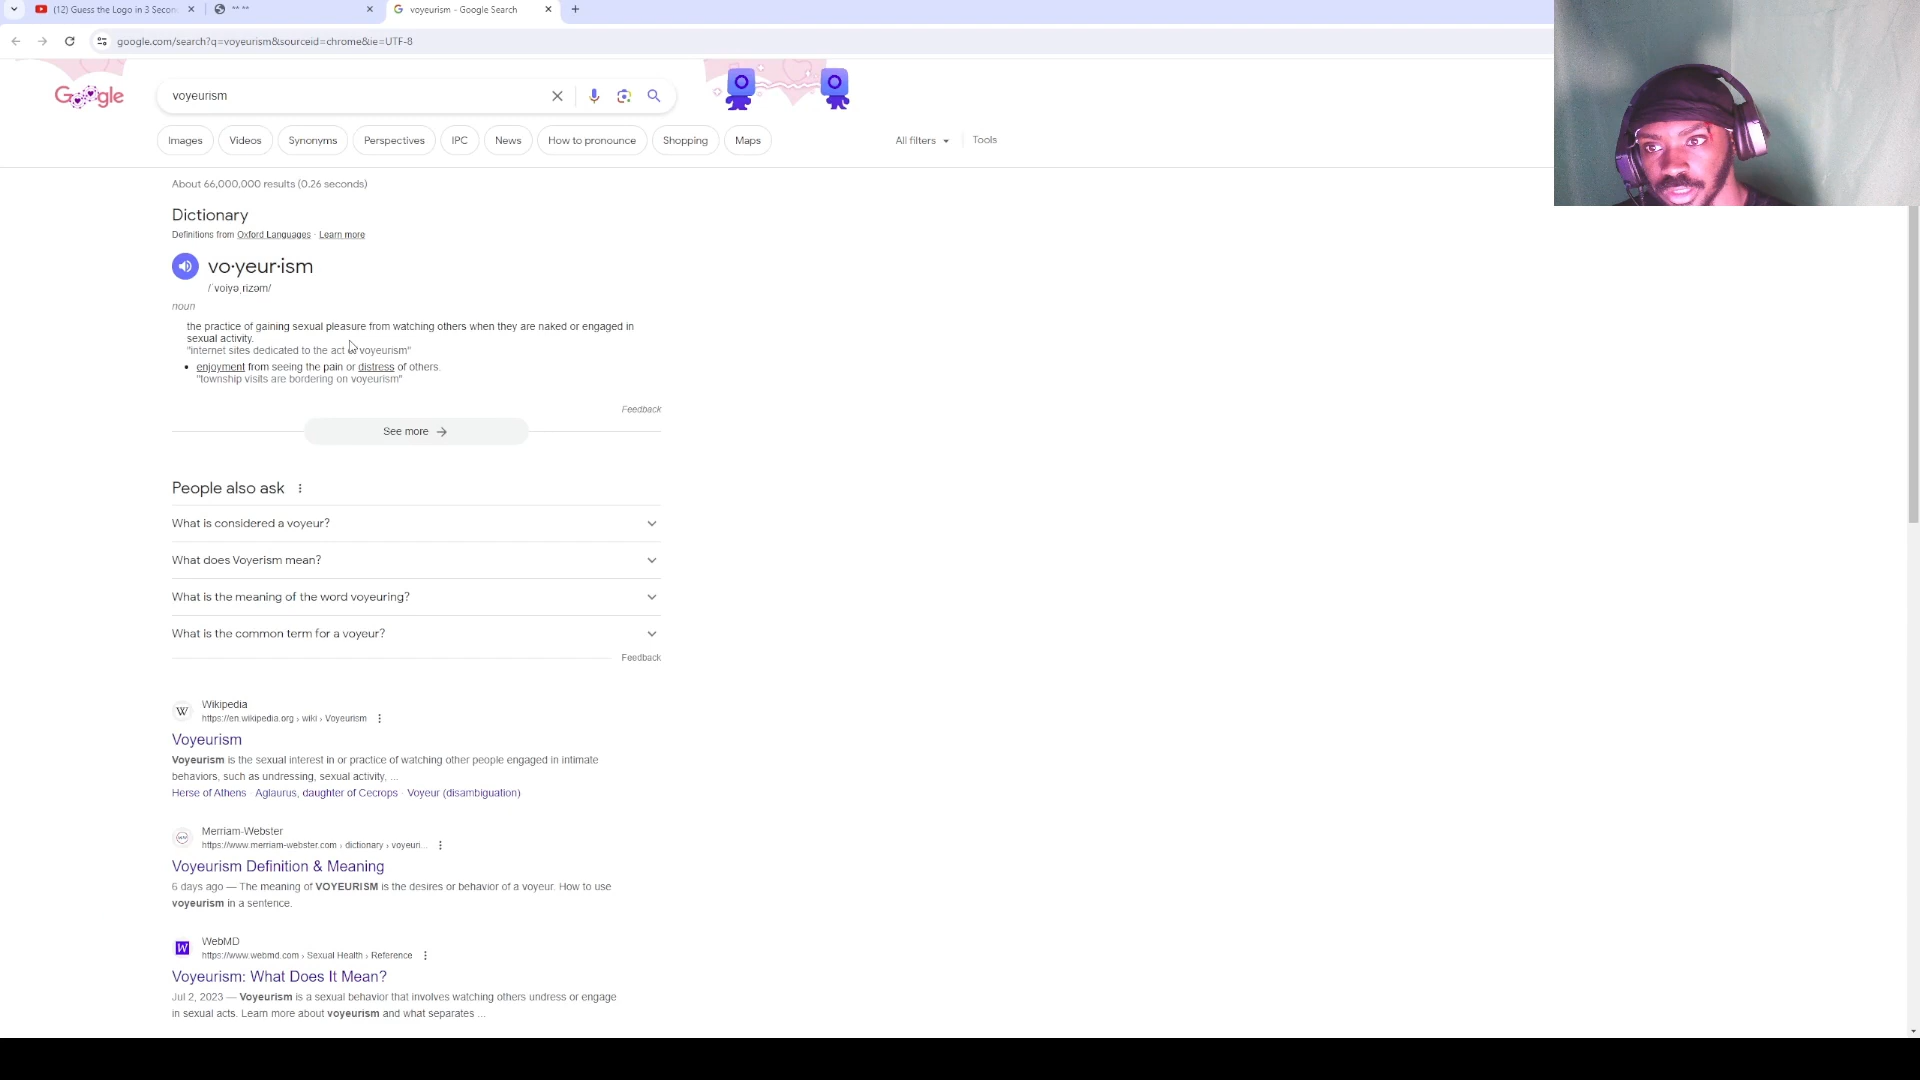 (12) Guess the Logo in 3 Secon
** **
voyeurism - Google Search
google.com/search?q=voyeurism&sourceid=chrome&ie=UTF-8
Google
voyeurism
Images
Videos
Synonyms
Perspectives
IPC
News
How to pronounce
Shopping
Maps
All filters
Tools
About 66,000,000 results (0.26 seconds)
Dictionary
Definitions from Oxford Languages · Learn more
vo·yeur·ism
/ˈvoiyəˌrizəm/
noun
the practice of gaining sexual pleasure from watching others when they are naked or engaged in
sexual activity.
"internet sites dedicated to the act voyeurism"
• enjoyment from seeing the pain or distress of others.
"township visits are bordering on voyeurism"
Feedback
See more
People also ask
What is considered a voyeur?
What does Voyerism mean?
What is the meaning of the word voyeuring?
What is the common term for a voyeur?
Feedback
Wikipedia
https://en.wikipedia.org › wiki › Voyeurism
Voyeurism
Voyeurism is the sexual interest in or practice of watching other people engaged in intimate
behaviors, such as undressing, sexual activity, ...
Herse of Athens · Aglaurus, daughter of Cecrops · Voyeur (disambiguation)
Merriam-Webster
https://www.merriam-webster.com › dictionary › voyeuri...
Voyeurism Definition & Meaning
6 days ago — The meaning of VOYEURISM is the desires or behavior of a voyeur. How to use
voyeurism in a sentence.
WebMD
https://www.webmd.com › Sexual Health › Reference
Voyeurism: What Does It Mean?
Jul 2, 2023 — Voyeurism is a sexual behavior that involves watching others undress or engage
in sexual acts. Learn more about voyeurism and what separates ...